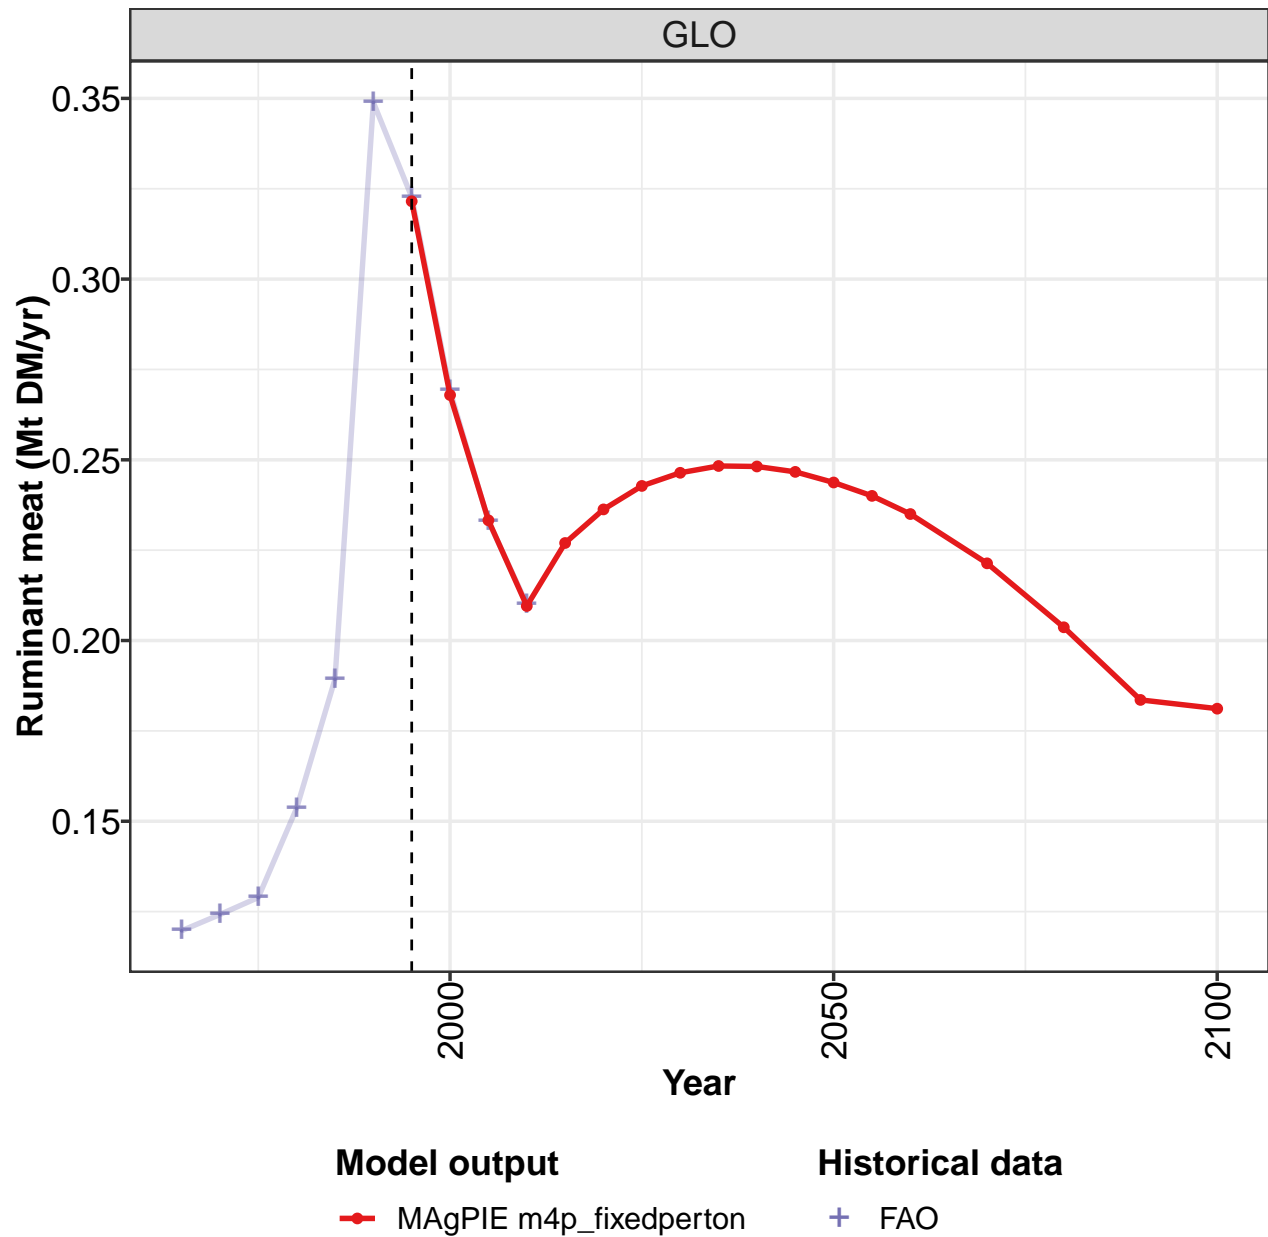 GLO
Ruminant meat (Mt DM/yr)
0.35
0.30
0.25
0.20
0.15
2000
2050
2100
Year
Model output
Historical data
MAgPIE m4p_fixedperton
FAO